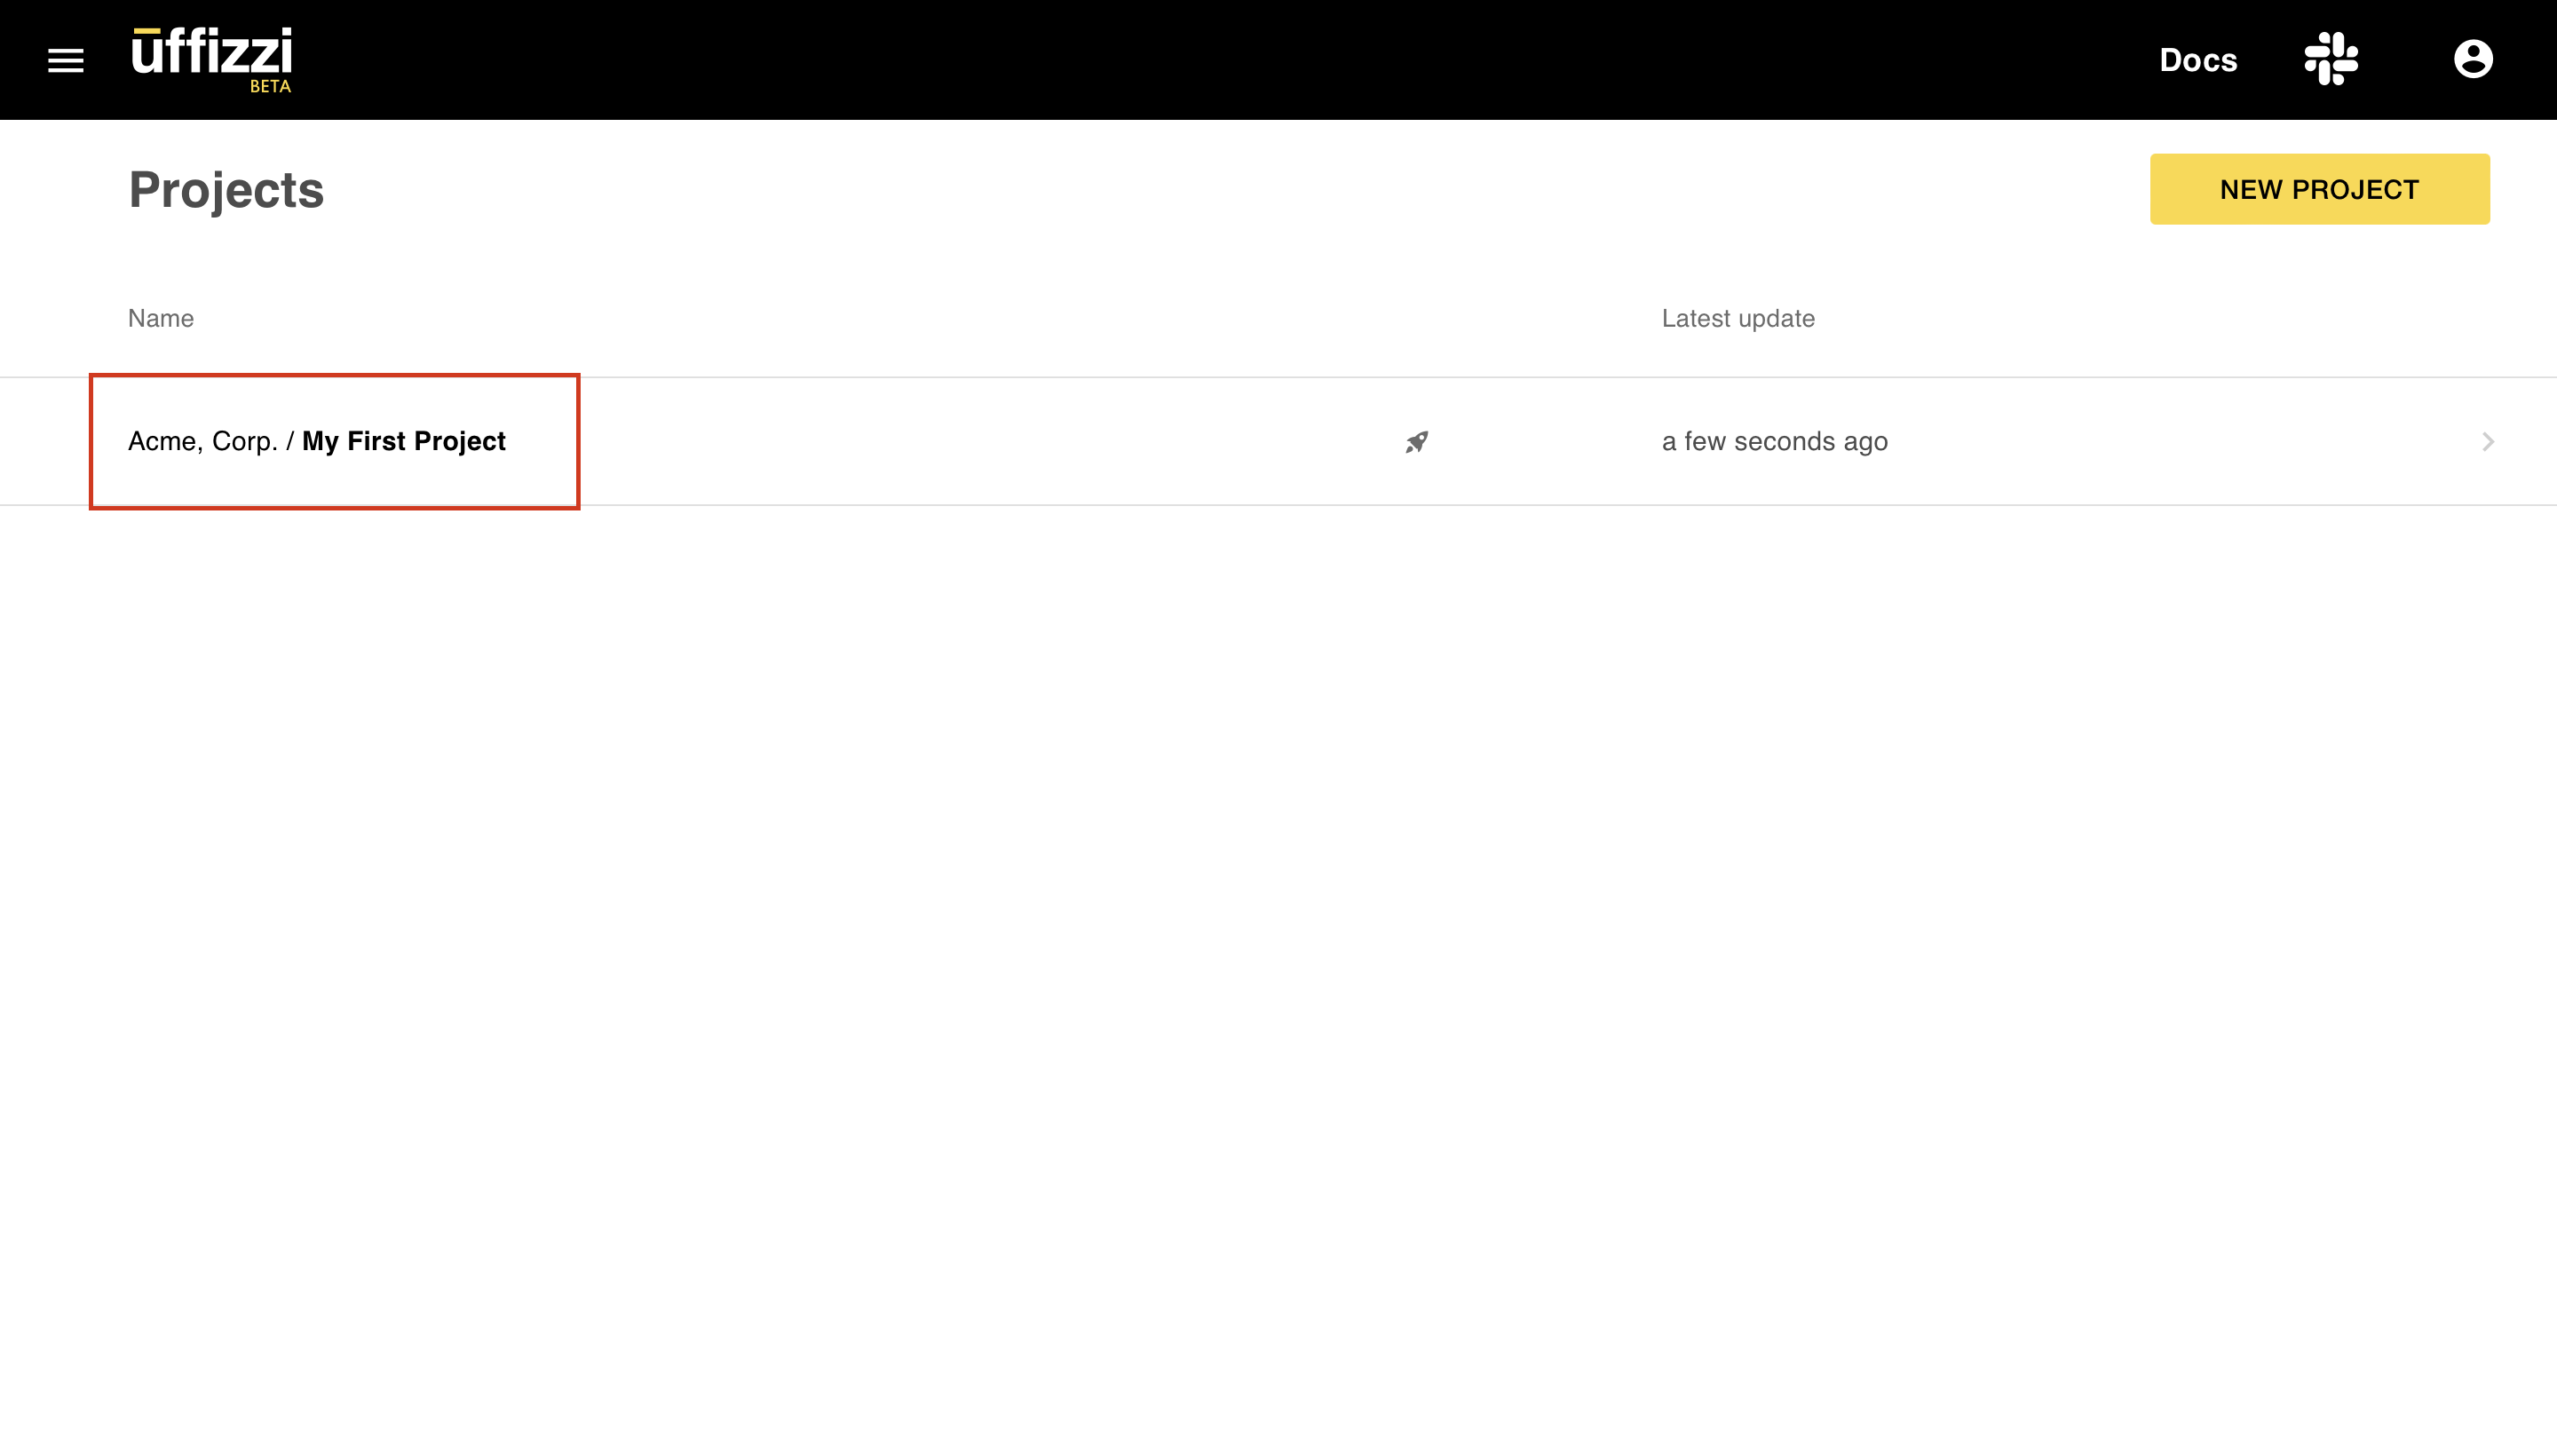 uffizzi
BETA
Docs
Projects
NEW PROJECT
Name
Latest update
Acme, Corp. / My First Project
a few seconds ago